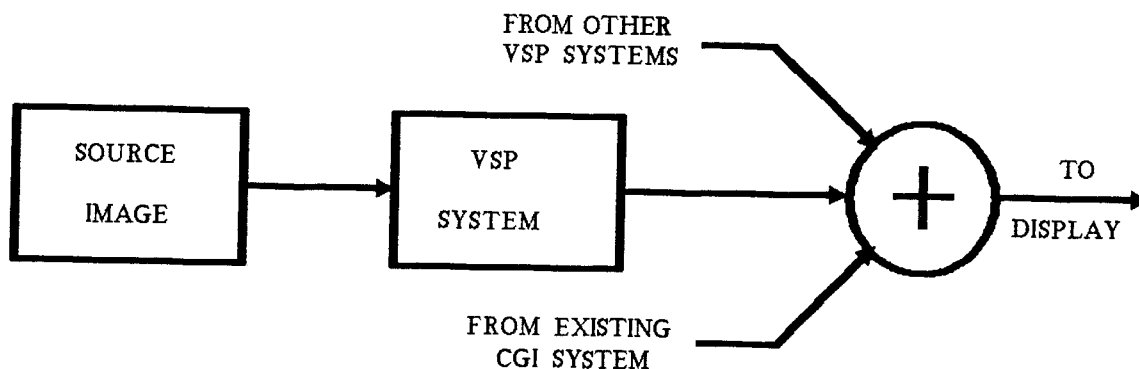 FROM OTHER
VSP SYSTEMS
SOURCE
IMAGE
VSP
SYSTEM
TO
DISPLAY
FROM EXISTING
CGI SYSTEM